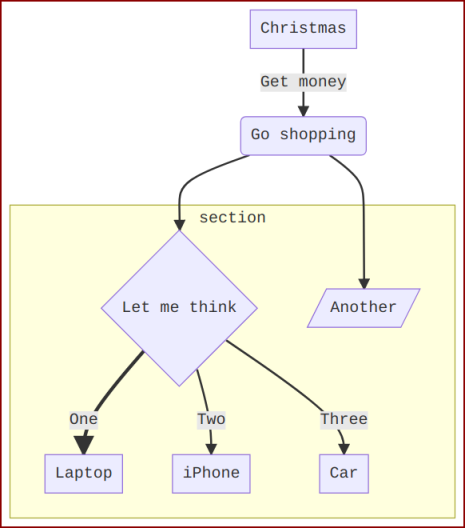 Christmas
Get money
Go shopping
section
Let me think
Another
One
Two
Three
Laptop
iPhone
Car